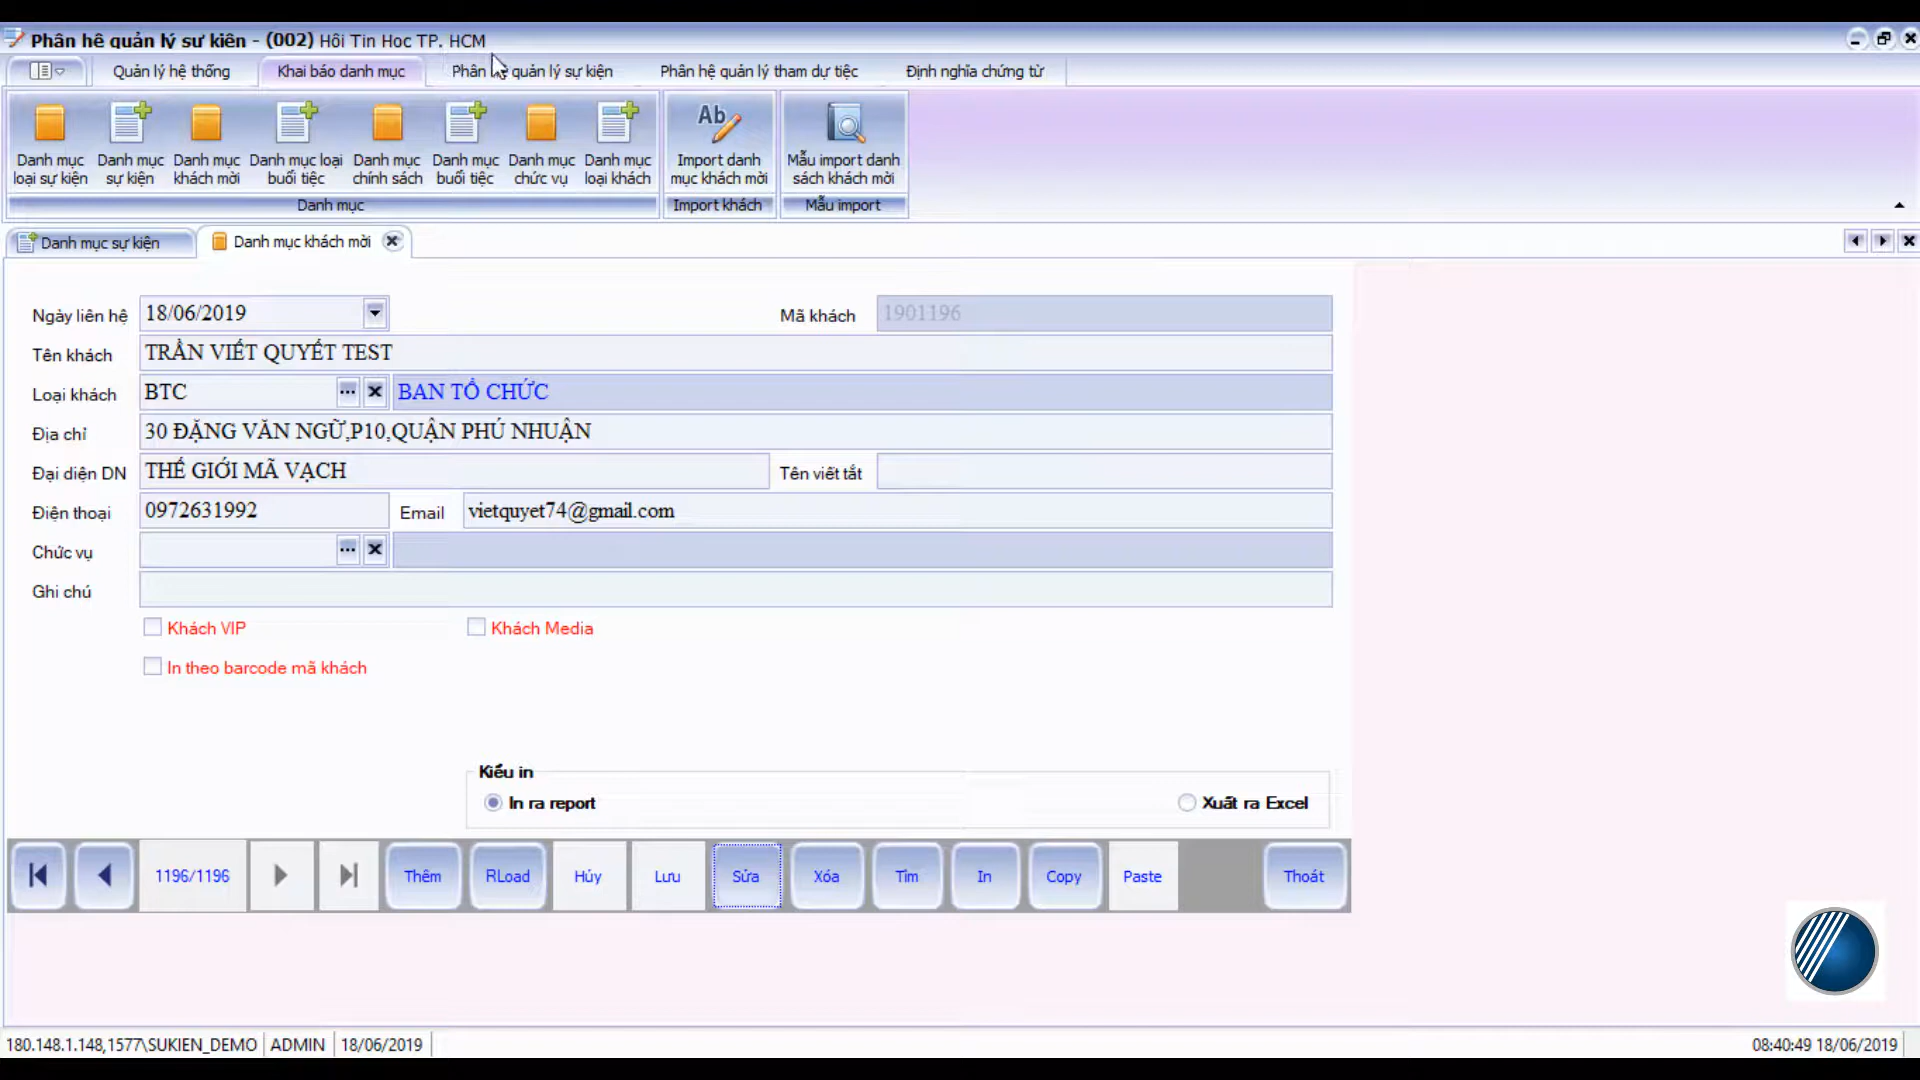 Phân hệ quản lý sự kiện - (002) Hội Tin Học TP. HCM
Quản lý hệ thống Khai báo danh mục Phân hệ quản lý sự kiện Phân hệ quản lý tham dự tiệc Định nghĩa chứng từ
Danh mục loại sự kiện
Danh mục sự kiện
Danh mục khách mời
Danh mục loại buổi tiệc
Danh mục chính sách
Danh mục buổi tiệc
Danh mục chức vụ
Danh mục loại khách
Import danh mục khách mời
Mẫu import danh sách khách mời
Danh mục Import khách Mẫu import
Danh mục sự kiện Danh mục khách mời
Ngày liên hệ 18/06/2019 Mã khách 1901196
Tên khách TRẦN VIẾT QUYẾT TEST
Loại khách BTC BAN TỔ CHỨC
Địa chỉ 30 ĐẶNG VĂN NGỮ,P10,QUẬN PHÚ NHUẬN
Đại diện DN THẾ GIỚI MÃ VẠCH Tên viết tắt
Điện thoại 0972631992 Email vietquyet74@gmail.com
Chức vụ
Ghi chú
Khách VIP Khách Media
In theo barcode mã khách
Kiểu in
In ra report Xuất ra Excel
1196/1196 Thêm RLoad Hủy Lưu Sửa Xóa Tìm In Copy Paste Thoát
180.148.1.148,1577\SUKIEN_DEMO ADMIN 18/06/2019 08:40:49 18/06/2019